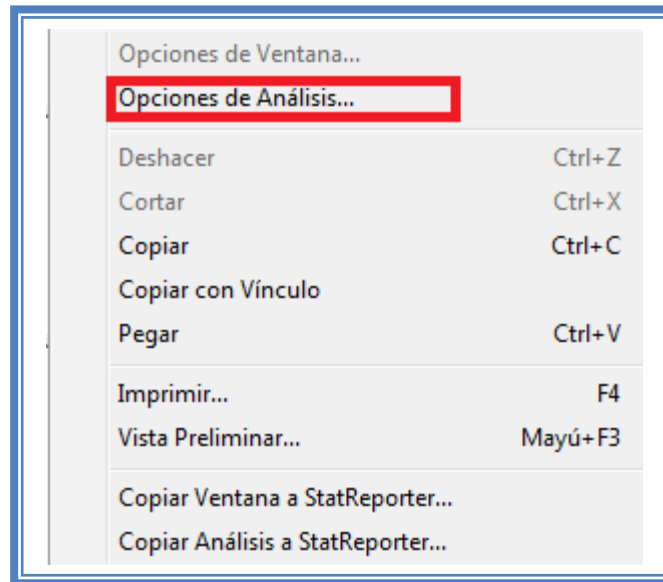 Opciones de Ventana...
Opciones de Análisis...
Deshacer Ctrl+Z
Cortar Ctrl+X
Copiar Ctrl+C
Copiar con Vínculo
Pegar Ctrl+V
Imprimir... F4
Vista Preliminar... Mayú+F3
Copiar Ventana a StatReporter...
Copiar Análisis a StatReporter...